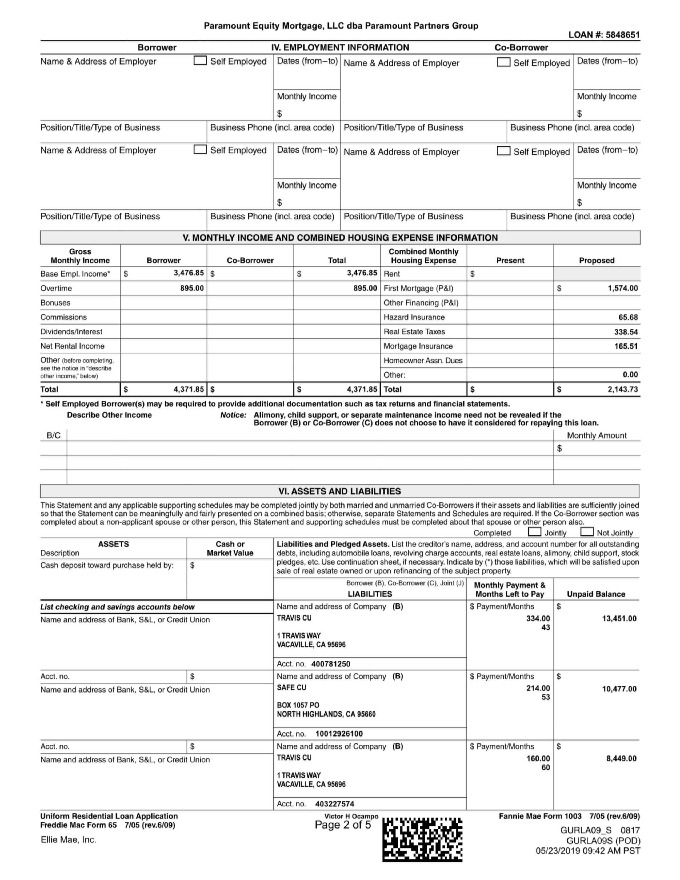 Paramount Equity Mortgage, LLC dba Paramount Partners Group
LOAN #: 5848651
Borrower IV. EMPLOYMENT INFORMATION Co-Borrower
Name & Address of Employer Self Employed Dates (from–to) Name & Address of Employer Self Employed Dates (from–to)
Monthly Income Monthly Income
$ $
Position/Title/Type of Business Business Phone (incl. area code) Position/Title/Type of Business Business Phone (incl. area code)
Name & Address of Employer Self Employed Dates (from–to) Name & Address of Employer Self Employed Dates (from–to)
Monthly Income Monthly Income
$ $
Position/Title/Type of Business Business Phone (incl. area code) Position/Title/Type of Business Business Phone (incl. area code)
V. MONTHLY INCOME AND COMBINED HOUSING EXPENSE INFORMATION
Gross Combined Monthly
Monthly Income Borrower Co-Borrower Total Housing Expense Present Proposed
Base Empl. Income* $ 3,476.85 $ $ 3,476.85 Rent $
Overtime 895.00 895.00 First Mortgage (P&I) $ 1,574.00
Bonuses Other Financing (P&I)
Commissions Hazard Insurance 65.68
Dividends/Interest Real Estate Taxes 338.54
Net Rental Income Mortgage Insurance 165.51
Other (before completing, Homeowner Assn. Dues
see the notice in "describe
other income," below) Other: 0.00
Total $ 4,371.85 $ $ 4,371.85 Total $ $ 2,143.73
* Self Employed Borrower(s) may be required to provide additional documentation such as tax returns and financial statements.
Describe Other Income Notice: Alimony, child support, or separate maintenance income need not be revealed if the
Borrower (B) or Co-Borrower (C) does not choose to have it considered for repaying this loan.
B/C Monthly Amount
$
VI. ASSETS AND LIABILITIES
This Statement and any applicable supporting schedules may be completed jointly by both married and unmarried Co-Borrowers if their assets and liabilities are sufficiently joined
so that the Statement can be meaningfully and fairly presented on a combined basis; otherwise, separate Statements and Schedules are required. If the Co-Borrower section was
completed about a non-applicant spouse or other person, this Statement and supporting schedules must be completed about that spouse or other person also.
Completed Jointly Not Jointly
ASSETS Cash or Liabilities and Pledged Assets. List the creditor's name, address, and account number for all outstanding
Description Market Value debts, including automobile loans, revolving charge accounts, real estate loans, alimony, child support, stock
Cash deposit toward purchase held by: $ pledges, etc. Use continuation sheet, if necessary. Indicate by (*) those liabilities, which will be satisfied upon
sale of real estate owned or upon refinancing of the subject property.
Borrower (B), Co-Borrower (C), Joint (J) Monthly Payment &
LIABILITIES Months Left to Pay Unpaid Balance
List checking and savings accounts below Name and address of Company (B) $ Payment/Months $
Name and address of Bank, S&L, or Credit Union TRAVIS CU 334.00 13,451.00
43
1 TRAVIS WAY
VACAVILLE, CA 95696
Acct. no. 400781250
Acct. no. $ Name and address of Company (B) $ Payment/Months $
Name and address of Bank, S&L, or Credit Union SAFE CU 214.00 10,477.00
53
BOX 1057 PO
NORTH HIGHLANDS, CA 95660
Acct. no. 10012926100
Acct. no. $ Name and address of Company (B) $ Payment/Months $
Name and address of Bank, S&L, or Credit Union TRAVIS CU 160.00 8,449.00
60
1 TRAVIS WAY
VACAVILLE, CA 95696
Acct. no. 403227574
Uniform Residential Loan Application Victor H Ocampo Fannie Mae Form 1003 7/05 (rev.6/09)
Freddie Mac Form 65 7/05 (rev.6/09) Page 2 of 5
GURLA09_S 0817
Ellie Mae, Inc. GURLA09S (POD)
05/23/2019 09:42 AM PST